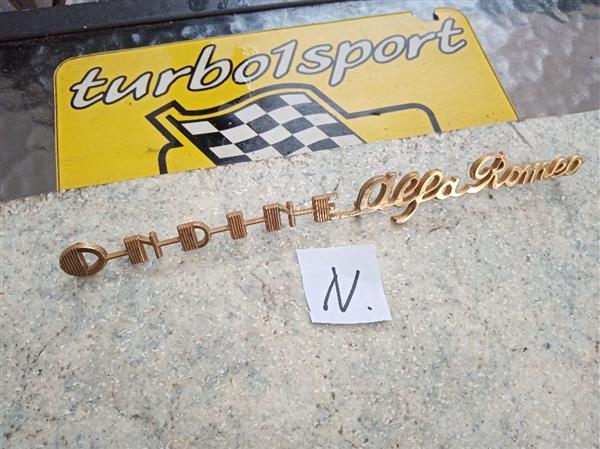 turbo1sport
ONDINE Alfa Romeo
N.